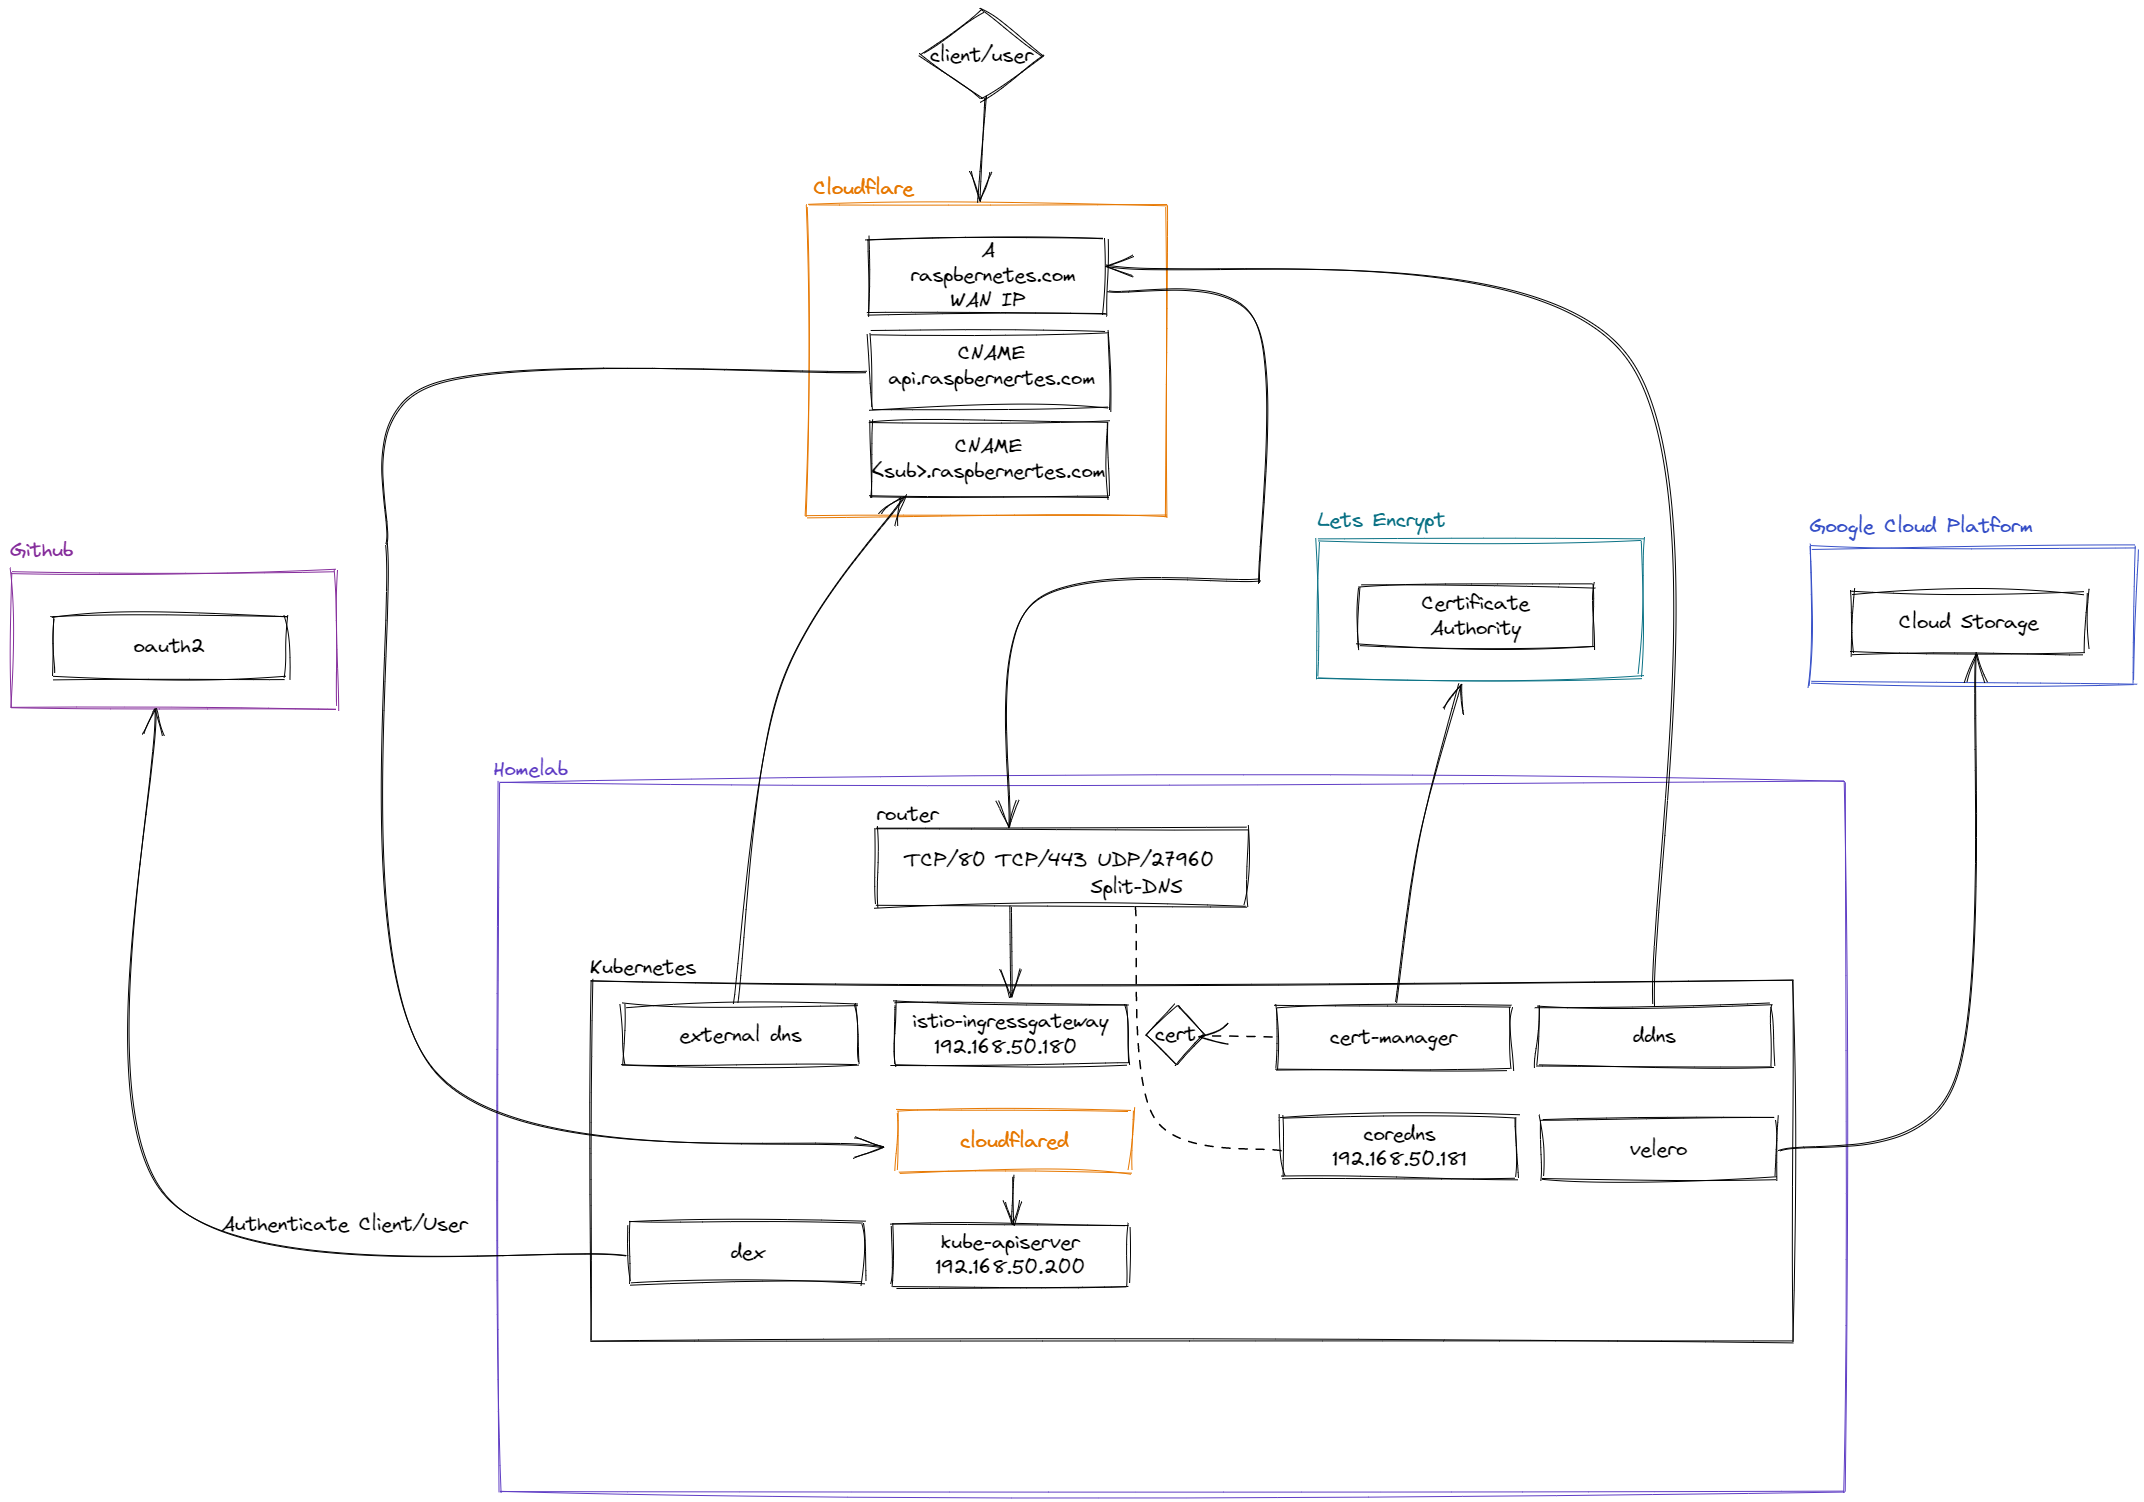 client/user
Cloudflare
A
raspbernetes.com
WAN IP
CNAME
api.raspbernertes.com
CNAME
<sub>.raspbernertes.com
Github
oauth2
Lets Encrypt
Certificate
Authority
Google Cloud Platform
Cloud Storage
Homelab
router
TCP/80 TCP/443 UDP/27960
Split-DNS
Kubernetes
external dns
istio-ingressgateway
192.168.50.180
cert
cert-manager
ddns
cloudflared
coredns
192.168.50.181
velero
Authenticate Client/User
dex
kube-apiserver
192.168.50.200